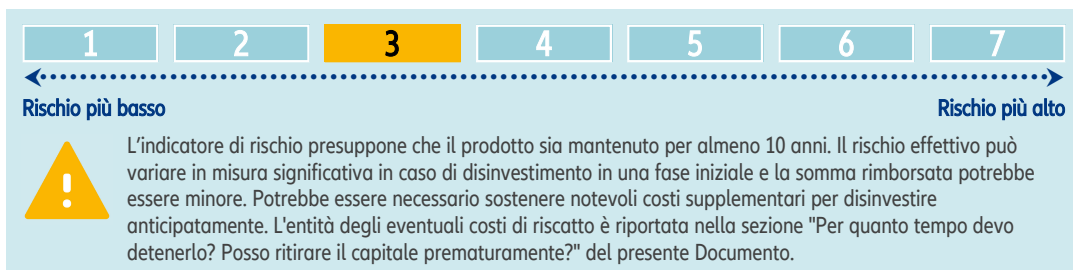 1 2 3 4 5 6 7
Rischio più basso Rischio più alto
L'indicatore di rischio presuppone che il prodotto sia mantenuto per almeno 10 anni. Il rischio effettivo può
variare in misura significativa in caso di disinvestimento in una fase iniziale e la somma rimborsata potrebbe
essere minore. Potrebbe essere necessario sostenere notevoli costi supplementari per disinvestire
anticipatamente. L'entità degli eventuali costi di riscatto è riportata nella sezione "Per quanto tempo devo
detenerlo? Posso ritirare il capitale prematuramente?" del presente Documento.